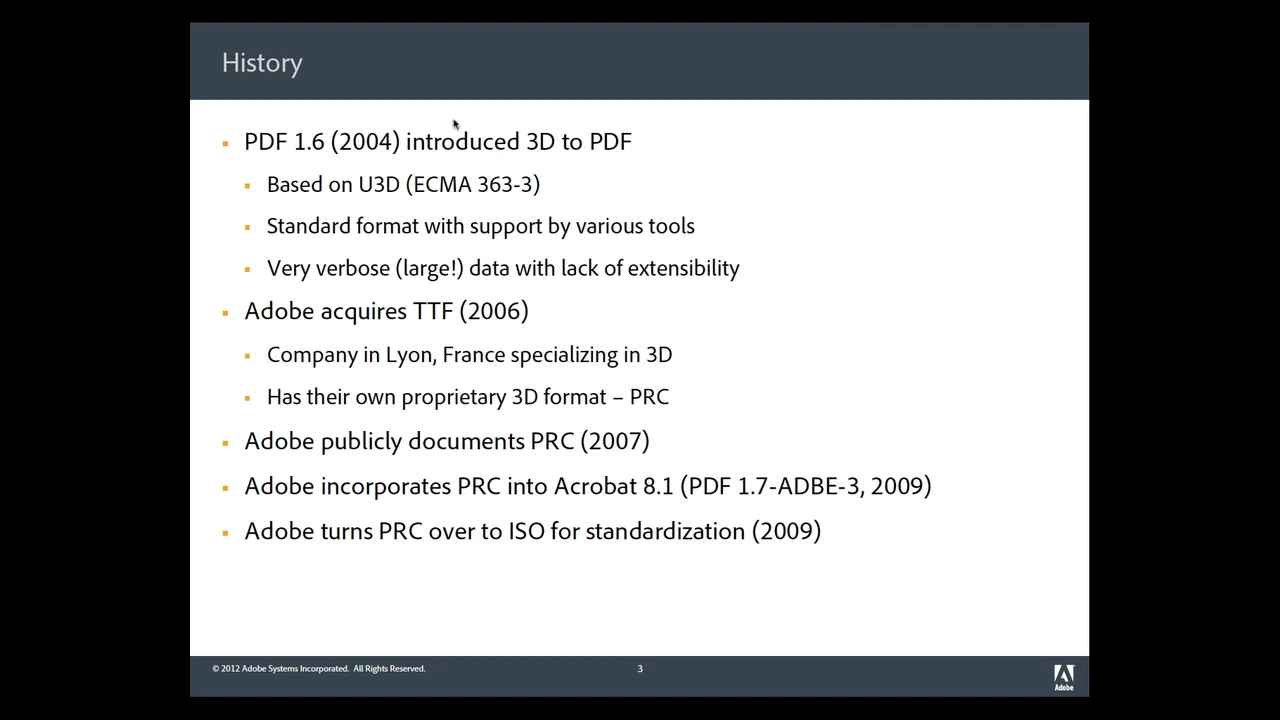 History
PDF 1.6 (2004) introduced 3D to PDF
Based on U3D (ECMA 363-3)
Standard format with support by various tools
Very verbose (large!) data with lack of extensibility
Adobe acquires TTF (2006)
Company in Lyon, France specializing in 3D
Has their own proprietary 3D format – PRC
Adobe publicly documents PRC (2007)
Adobe incorporates PRC into Acrobat 8.1 (PDF 1.7-ADBE-3, 2009)
Adobe turns PRC over to ISO for standardization (2009)
© 2012 Adobe Systems Incorporated. All Rights Reserved.
3
Adobe